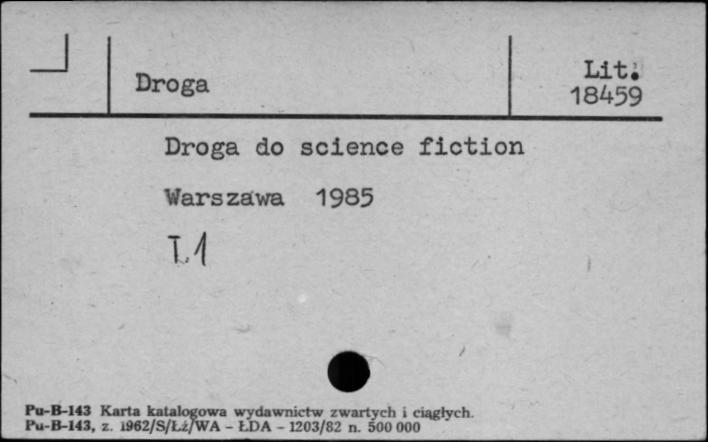 Droga
Lit.
18459
Droga do science fiction
Warszawa 1985
T.1
Pu-B-143 Karta katalogowa wydawnictw zwartych i ciągłych.
Pu-B-143, z. 1962/S/Łź/WA – ŁDA – 1203/82 n. 500 000